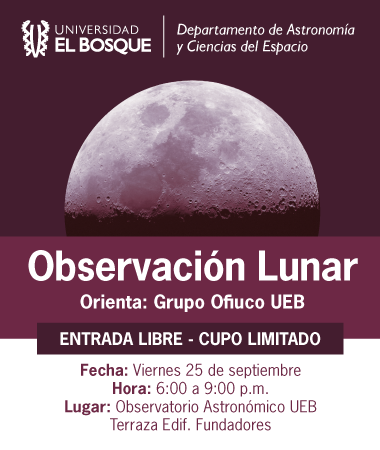 UNIVERSIDAD
EL BOSQUE
Departamento de Astronomía
y Ciencias del Espacio
Observación Lunar
Orienta: Grupo Ofiuco UEB
ENTRADA LIBRE - CUPO LIMITADO
Fecha: Viernes 25 de septiembre
Hora: 6:00 a 9:00 p.m.
Lugar: Observatorio Astronómico UEB
Terraza Edif. Fundadores